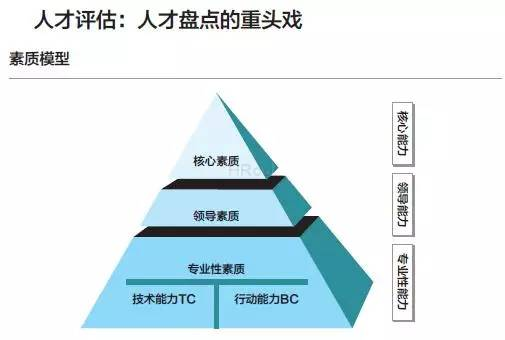 人才评估：人才盘点的重头戏
素质模型
核心素质
领导素质
专业性素质
技术能力TC
行动能力BC
核心能力
领导能力
专业性能力